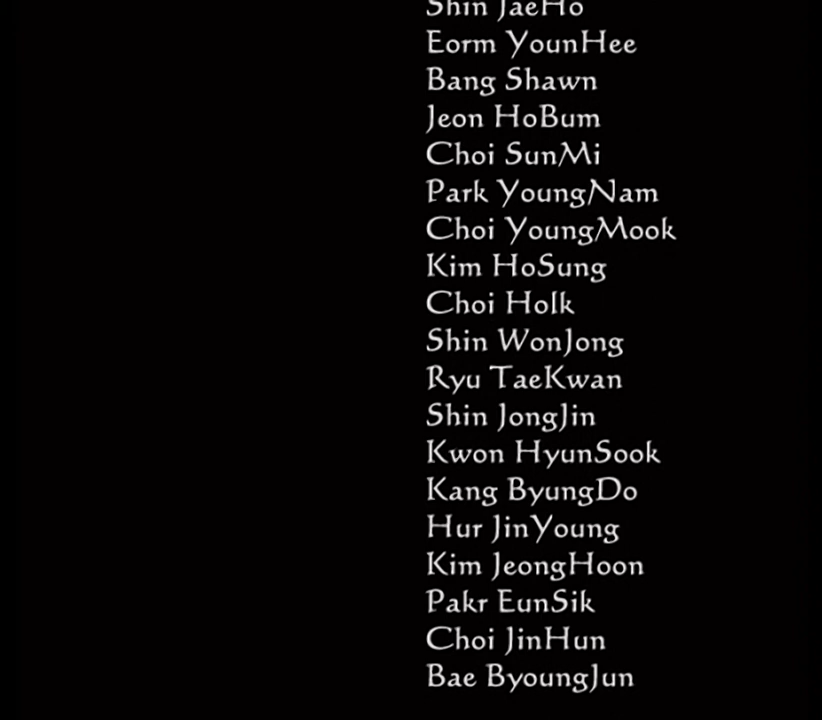 Shin JaeHo
Eorm YounHee
Bang Shawn
Jeon HoBum
Choi SunMi
Park YoungNam
Choi YoungMook
Kim HoSung
Choi HoIk
Shin WonJong
Ryu TaeKwan
Shin JongJin
Kwon HyunSook
Kang ByungDo
Hur JinYoung
Kim JeongHoon
Pakr EunSik
Choi JinHun
Bae ByoungJun